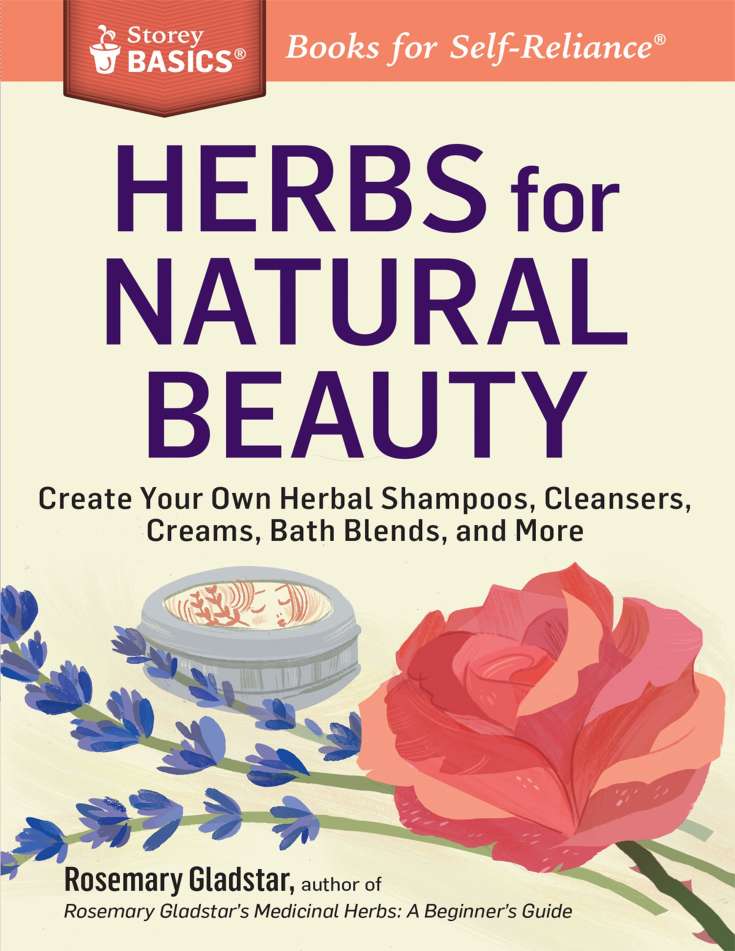 Storey
BASICS®
Books for Self-Reliance®
HERBS for
NATURAL
BEAUTY
Create Your Own Herbal Shampoos, Cleansers,
Creams, Bath Blends, and More
Rosemary Gladstar, author of
Rosemary Gladstar's Medicinal Herbs: A Beginner's Guide